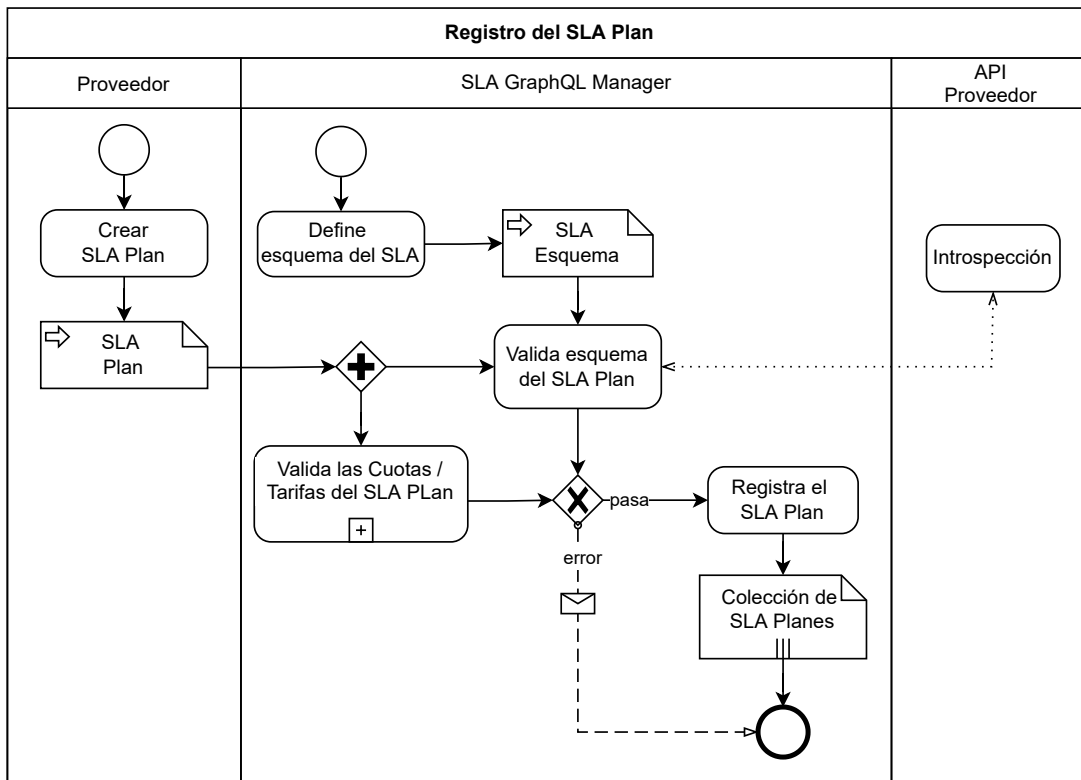 Registro del SLA Plan
Proveedor
SLA GraphQL Manager
API
Proveedor
Crear
SLA Plan
Define
esquema del SLA
SLA
Esquema
Introspección
SLA
Plan
Valida esquema
del SLA Plan
Valida las Cuotas /
Tarifas del SLA PLan
pasa
Registra el
SLA Plan
error
Colección de
SLA Planes